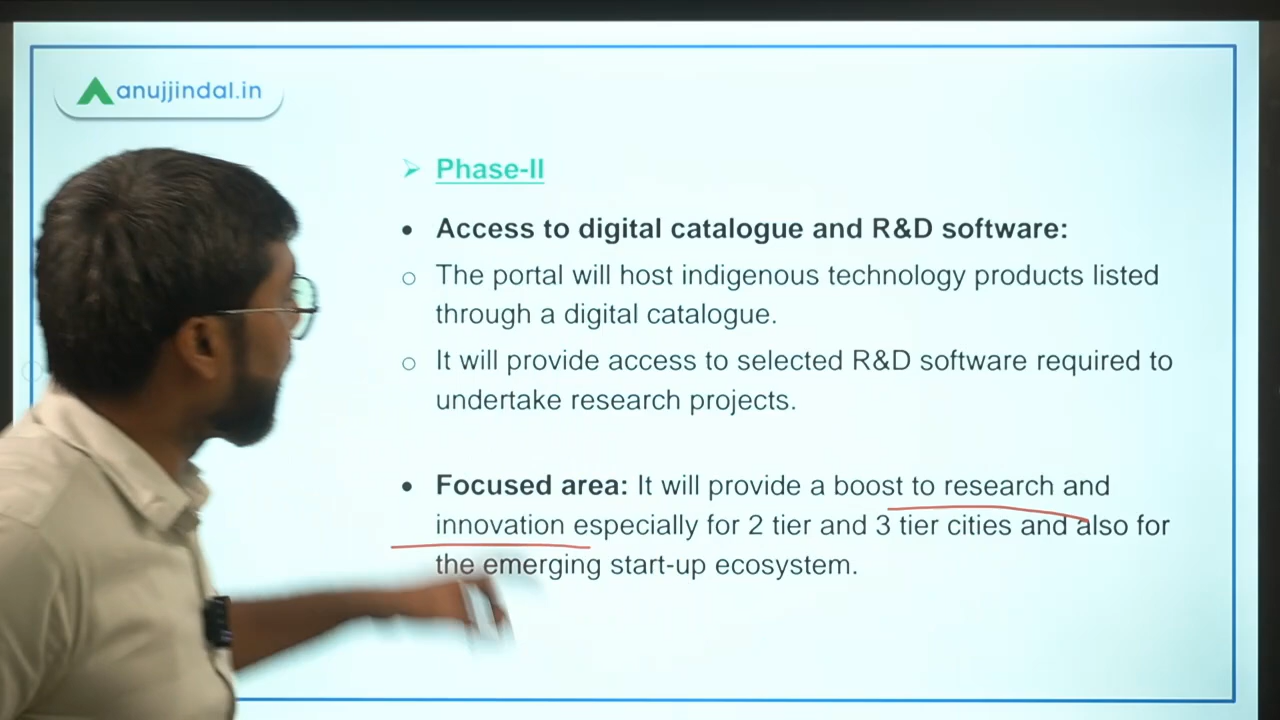 anujjindal.in
Phase-II
Access to digital catalogue and R&D software:
The portal will host indigenous technology products listed
through a digital catalogue.
It will provide access to selected R&D software required to
undertake research projects.
Focused area: It will provide a boost to research and
innovation especially for 2 tier and 3 tier cities and also for
the emerging start-up ecosystem.